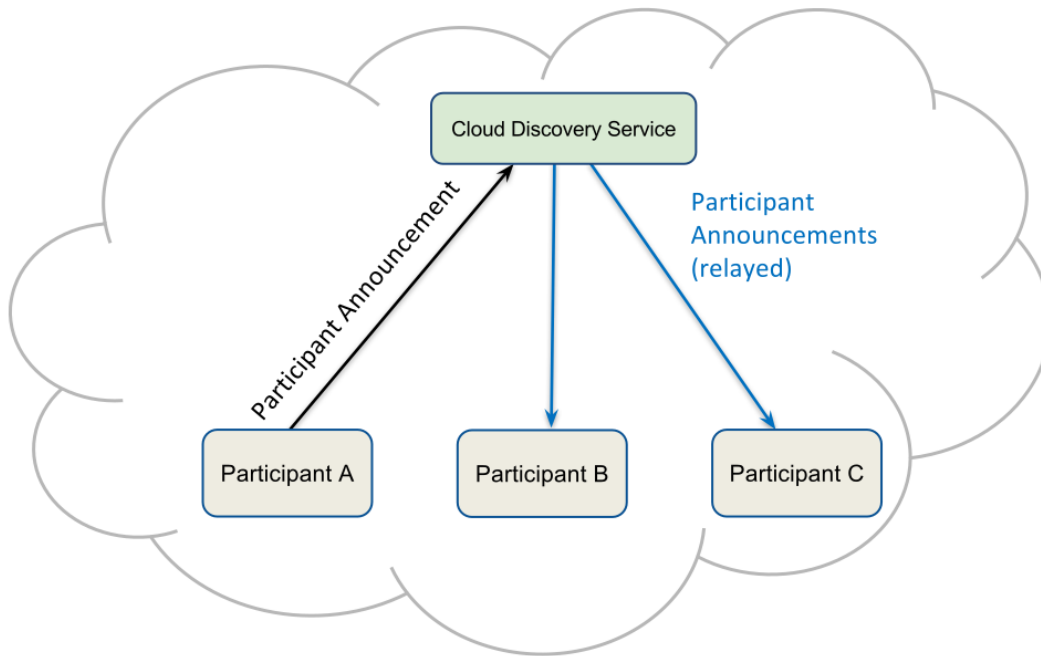 Cloud Discovery Service
Participant Announcement
Participant
Announcements
(relayed)
Participant A
Participant B
Participant C